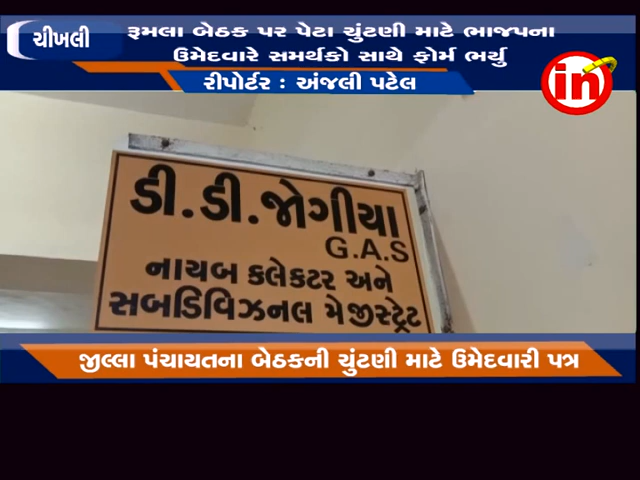 ચીખલી
રૂમલા બેઠક પર પેટા ચુંટણી માટે ભાજપના
ઉમેદવારે સમર્થકો સાથે ફોર્મ ભર્યુ
રીપોર્ટર : અંજલી પટેલ
in
ડી.ડી.જોગીયા
G.A.S
નાયબ કલેકટર અને
સબડિવિઝનલ મેજીસ્ટ્રેટ
જીલ્લા પંચાયતના બેઠકની ચુંટણી માટે ઉમેદવારી પત્ર